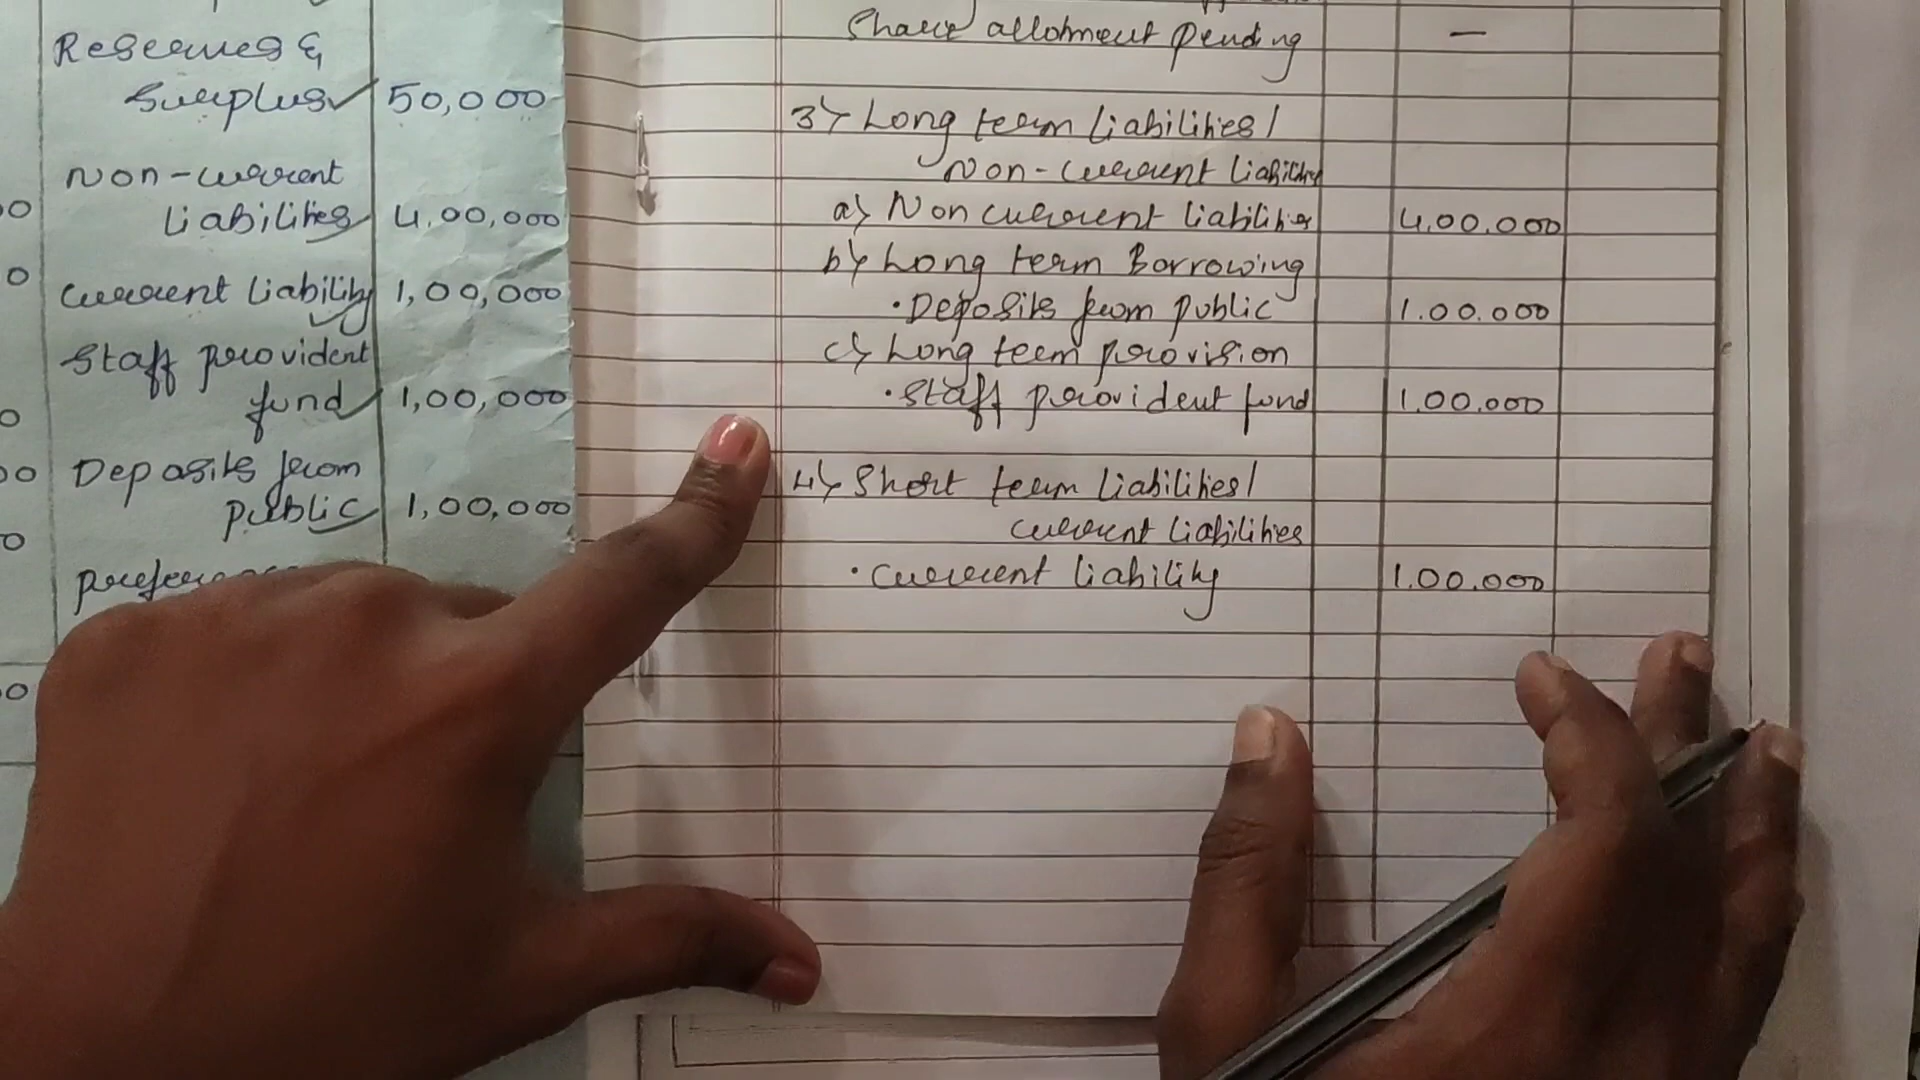 Reserves &
Surplus 50,000
Non-current
liabilities 4,00,000
current liability 1,00,000
Staff provident
fund 1,00,000
Deposits from
public 1,00,000
Share allotment pending —
3) Long term liabilities/
Non-current liabilities
a) Non current liabilities 4,00,000
b) Long term Borrowing
• Deposits from public 1,00,000
c) Long term provision
• Staff provident fund 1,00,000
4) Short term liabilities/
current liabilities
• current liability 1,00,000